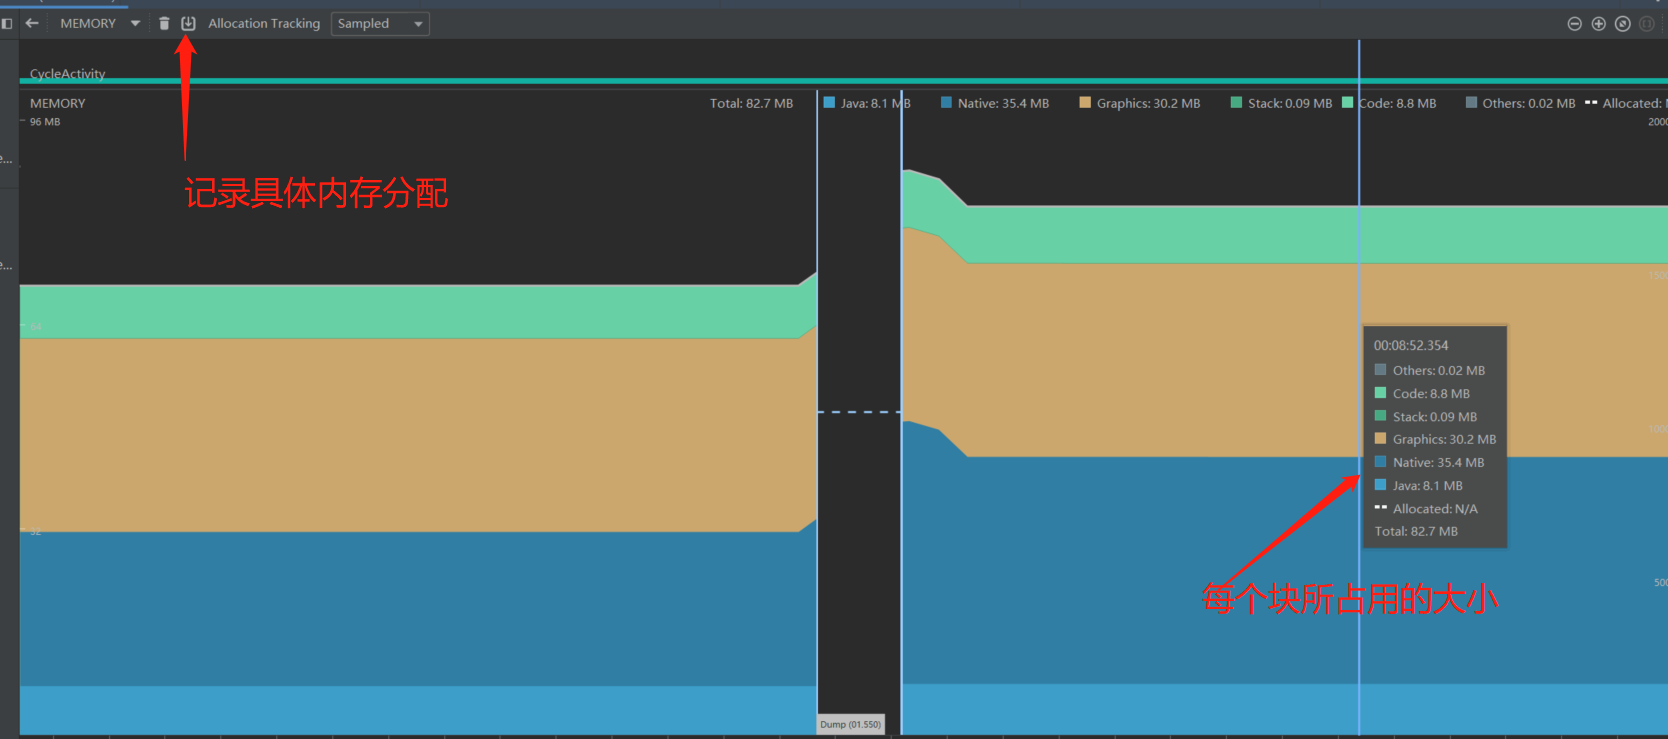 MEMORY Allocation Tracking Sampled
CycleActivity
MEMORY Total: 82.7 MB Java: 8.1 MB Native: 35.4 MB Graphics: 30.2 MB Stack: 0.09 MB Code: 8.8 MB Others: 0.02 MB Allocated:
96 MB
e...
记录具体内存分配
e...
64
00:08:52.354
Others: 0.02 MB
Code: 8.8 MB
Stack: 0.09 MB
Graphics: 30.2 MB
Native: 35.4 MB
Java: 8.1 MB
Allocated: N/A
Total: 82.7 MB
32
每个块所占用的大小
Dump (01.550)